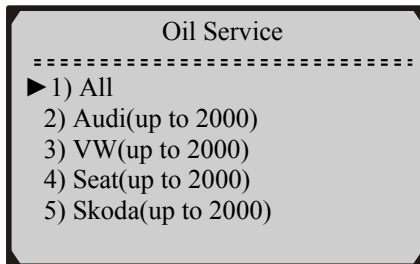 Oil Service
==============================
►1) All
2) Audi(up to 2000)
3) VW(up to 2000)
4) Seat(up to 2000)
5) Skoda(up to 2000)